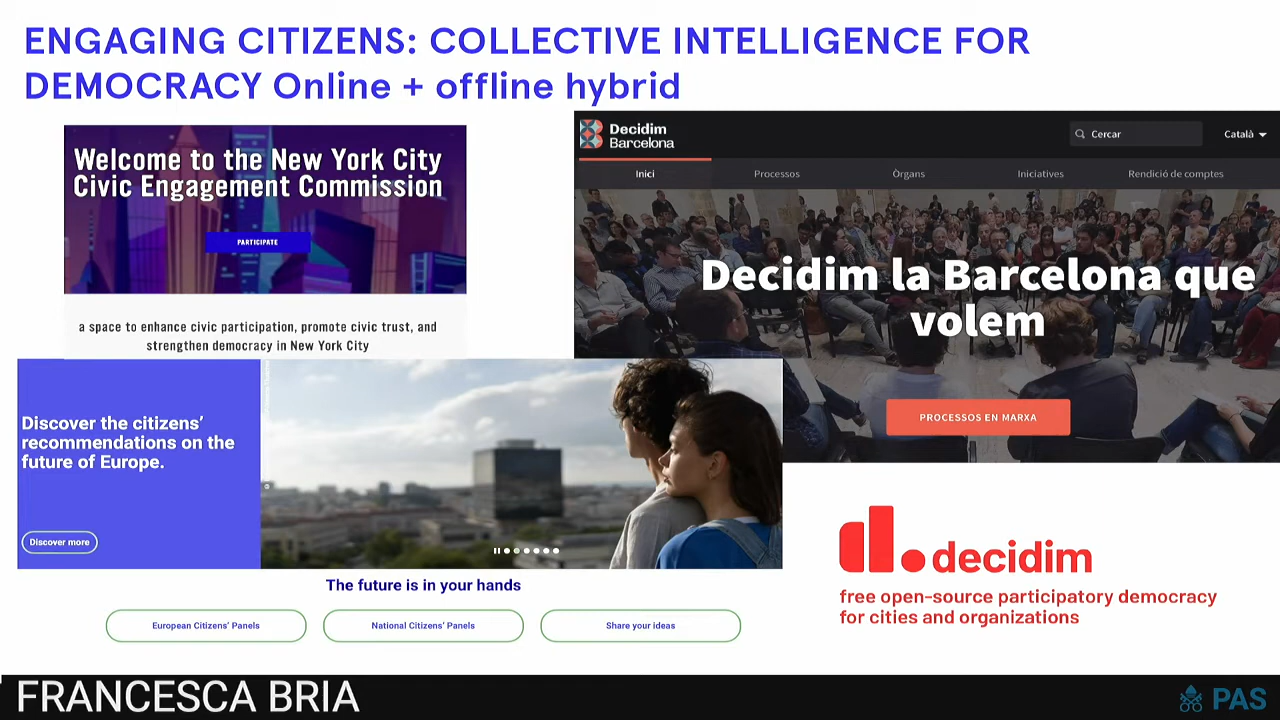 ENGAGING CITIZENS: COLLECTIVE INTELLIGENCE FOR
DEMOCRACY Online + offline hybrid
Welcome to the New York City
Civic Engagement Commission
PARTICIPATE
a space to enhance civic participation, promote civic trust, and
strengthen democracy in New York City
Decidim
Barcelona
Cercar
Català
Inici
Processos
Òrgans
Iniciatives
Rendició de comptes
Decidim la Barcelona que
volem
PROCESSOS EN MARXA
Discover the citizens’
recommendations on the
future of Europe.
Discover more
The future is in your hands
European Citizens’ Panels
National Citizens’ Panels
Share your ideas
decidim
free open-source participatory democracy
for cities and organizations
FRANCESCA BRIA
PAS